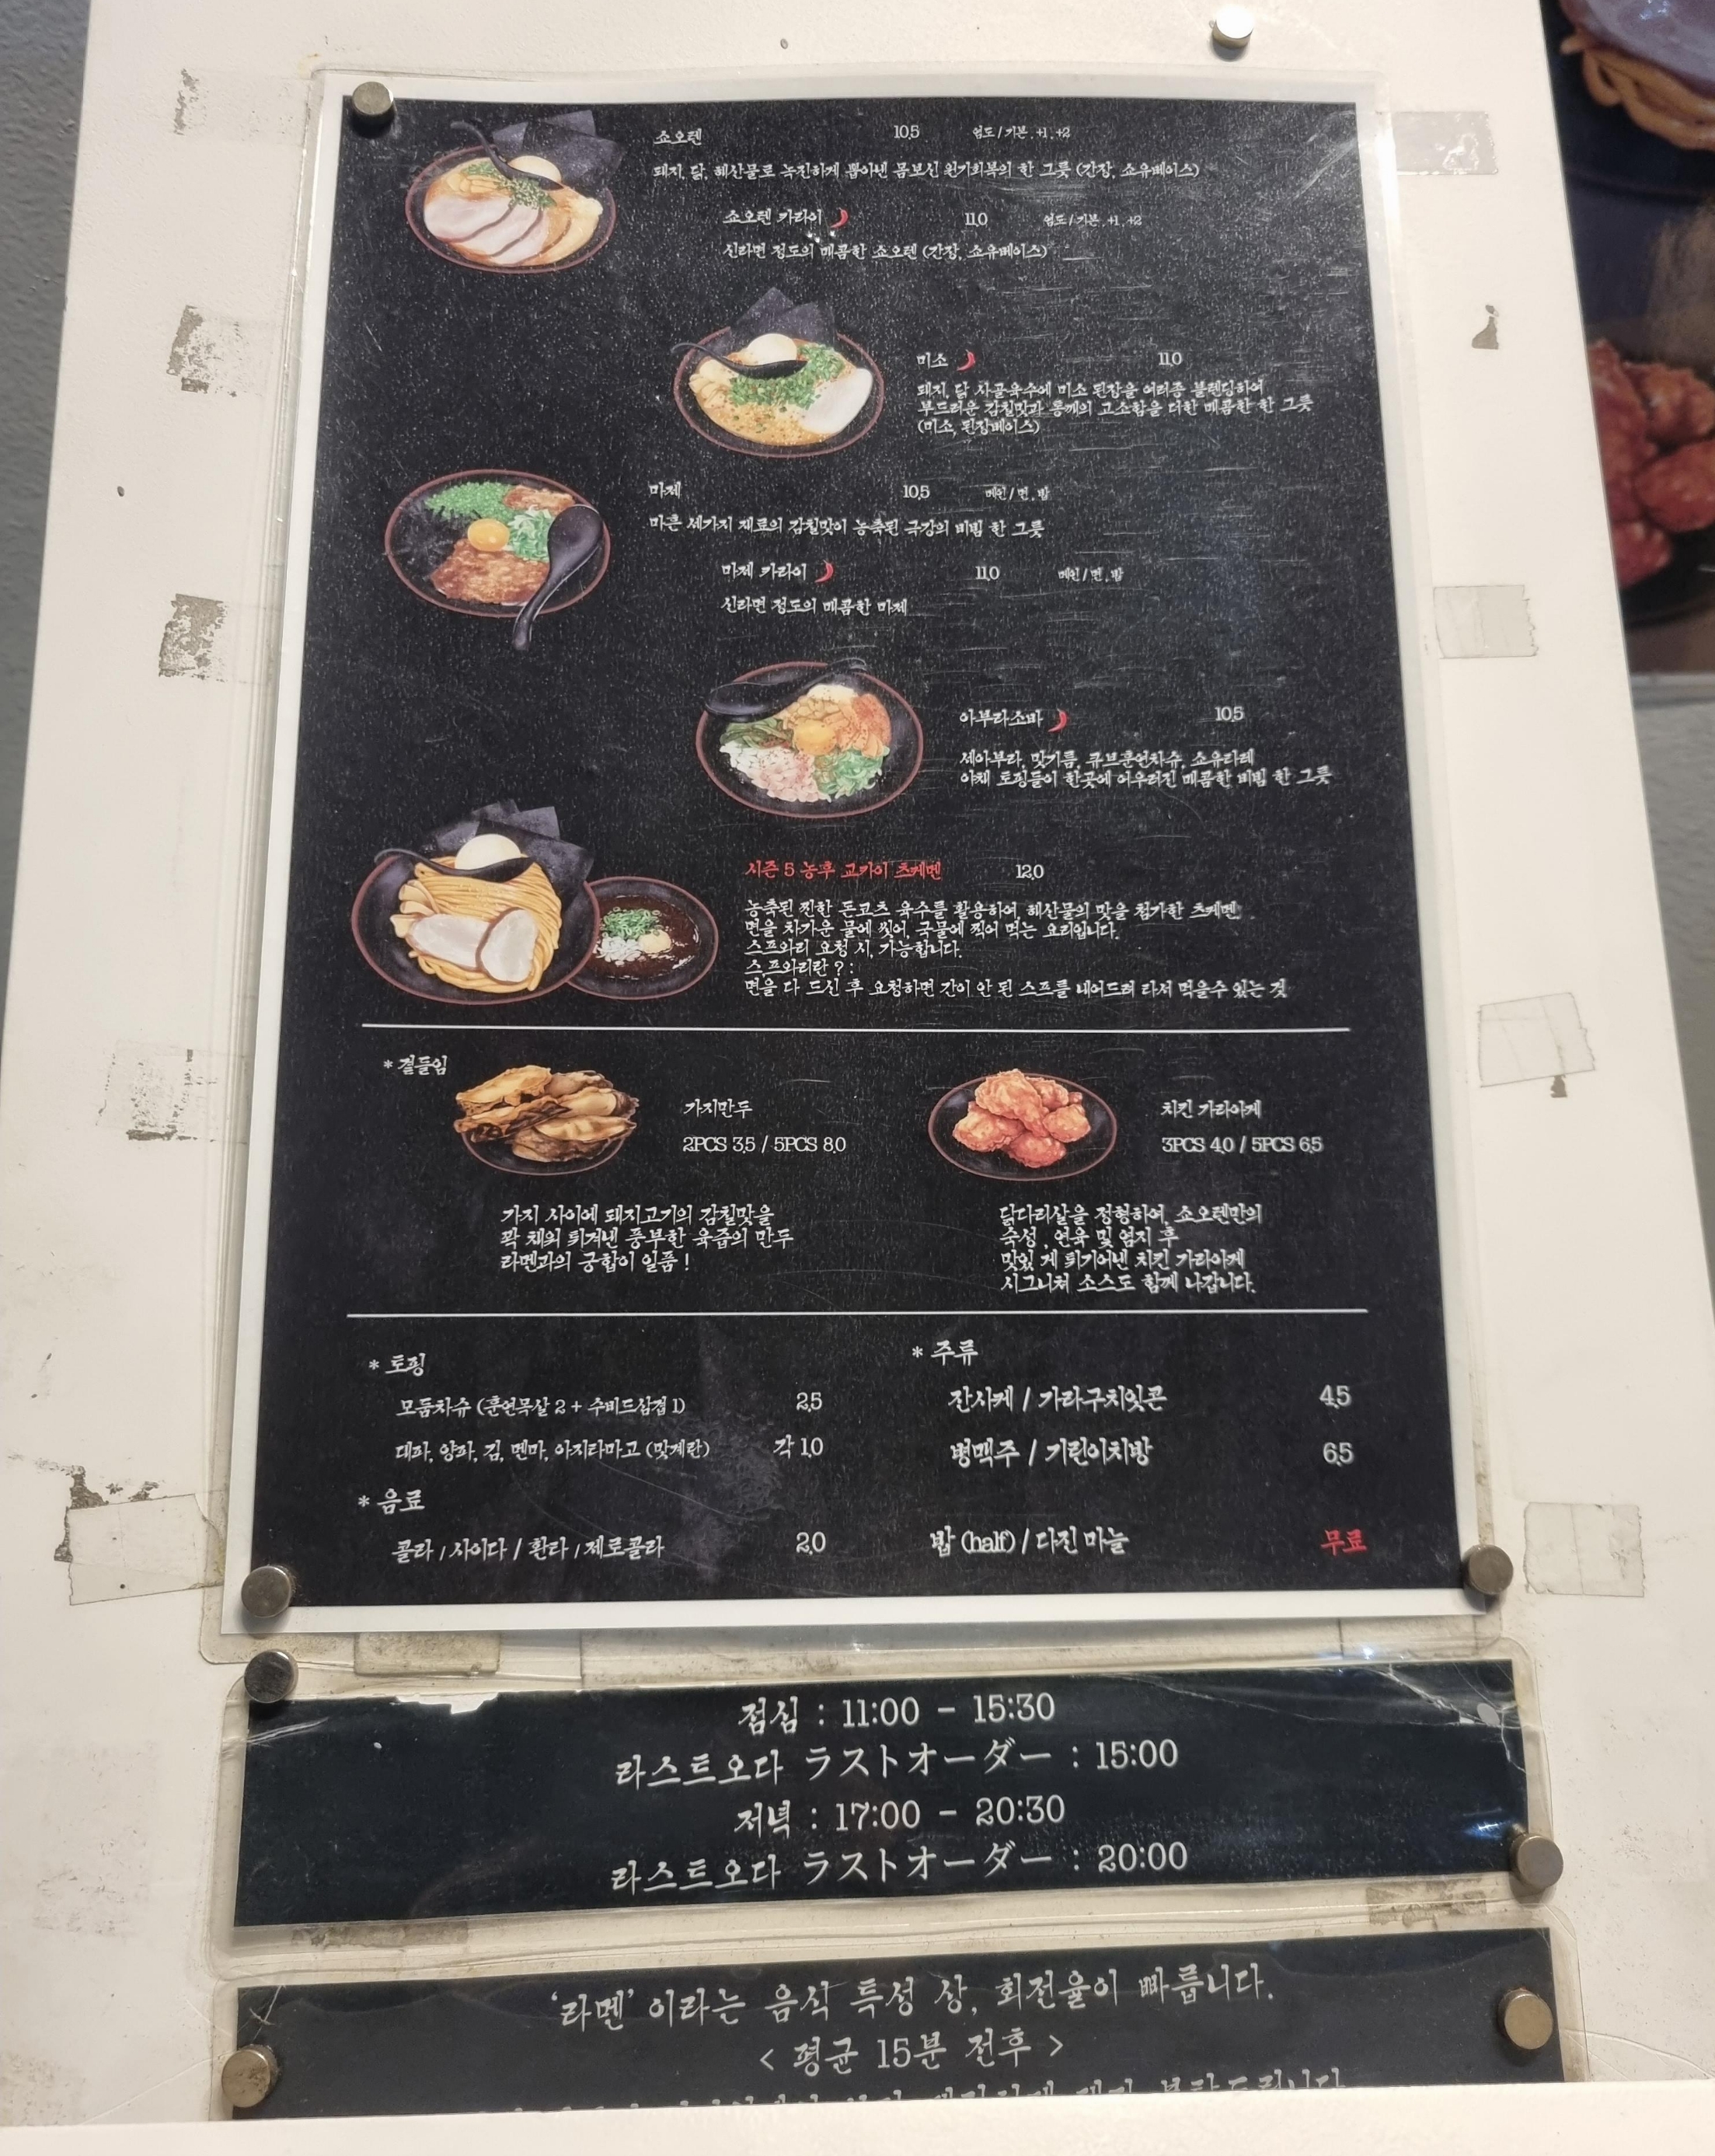 쇼오텐 10.5 염도 / 기본 , +1 , +2
돼지, 닭, 해산물로 녹진하게 뽑아낸 몸보신 원기회복의 한 그릇 (간장, 쇼유베이스)
쇼오텐 카라이 11.0 염도 / 기본 , +1 , +2
신라면 정도의 매콤한 쇼오텐 (간장, 쇼유베이스)
미소 11.0
돼지, 닭 사골육수에 미소 된장을 여러종 블렌딩하여
부드러운 감칠맛과 통깨의 고소함을 더한 매콤한 한 그릇
(미소, 된장베이스)
마제 10.5 메인 / 면 , 밥
마른 세가지 재료의 감칠맛이 농축된 극강의 비빔 한 그릇
마제 카라이 11.0 메인 / 면 , 밥
신라면 정도의 매콤한 마제
아부라소바 10.5
세아부라, 맛기름, 큐브훈연차슈, 쇼유타레
야채 토핑들이 한곳에 어우러진 매콤한 비빔 한 그릇
시즌 5 농후 교카이 츠케멘 12.0
농축된 찐한 돈코츠 육수를 활용하여, 해산물의 맛을 첨가한 츠케멘.
면을 차가운 물에 씻어, 국물에 찍어 먹는 요리입니다.
스프와리 요청 시, 가능합니다.
스프와리란 ? :
면을 다 드신 후 요청하면 간이 안 된 스프를 내어드려 타서 먹을수 있는 것
* 곁들임
가지만두
2PCS 3.5 / 5PCS 8.0
치킨 가라아게
3PCS 4.0 / 5PCS 6.5
가지 사이에 돼지고기의 감칠맛을
꽉 채워 튀겨낸 풍부한 육즙의 만두
라멘과의 궁합이 일품 !
닭다리살을 정형하여, 쇼오텐만의
숙성 , 연육 및 염지 후
맛있 게 튀기어낸 치킨 가라아게
시그니쳐 소스도 함께 나갑니다.
* 토핑
모둠차슈 (훈연목살 2 + 수비드삼겹 1) 2.5
대파, 양파, 김, 멘마, 아지타마고 (맛계란) 각 1.0
* 음료
콜라 / 사이다 / 환타 / 제로콜라 2.0
* 주류
잔사케 / 가라구치잇콘 4.5
병맥주 / 기린이치방 6.5
밥 (half) / 다진 마늘 무료
점심 : 11:00 - 15:30
라스트오다 ラストオーダー : 15:00
저녁 : 17:00 - 20:30
라스트오다 ラストオーダー : 20:00
'라멘' 이라는 음식 특성 상, 회전율이 빠릅니다.
< 평균 15분 전후 >